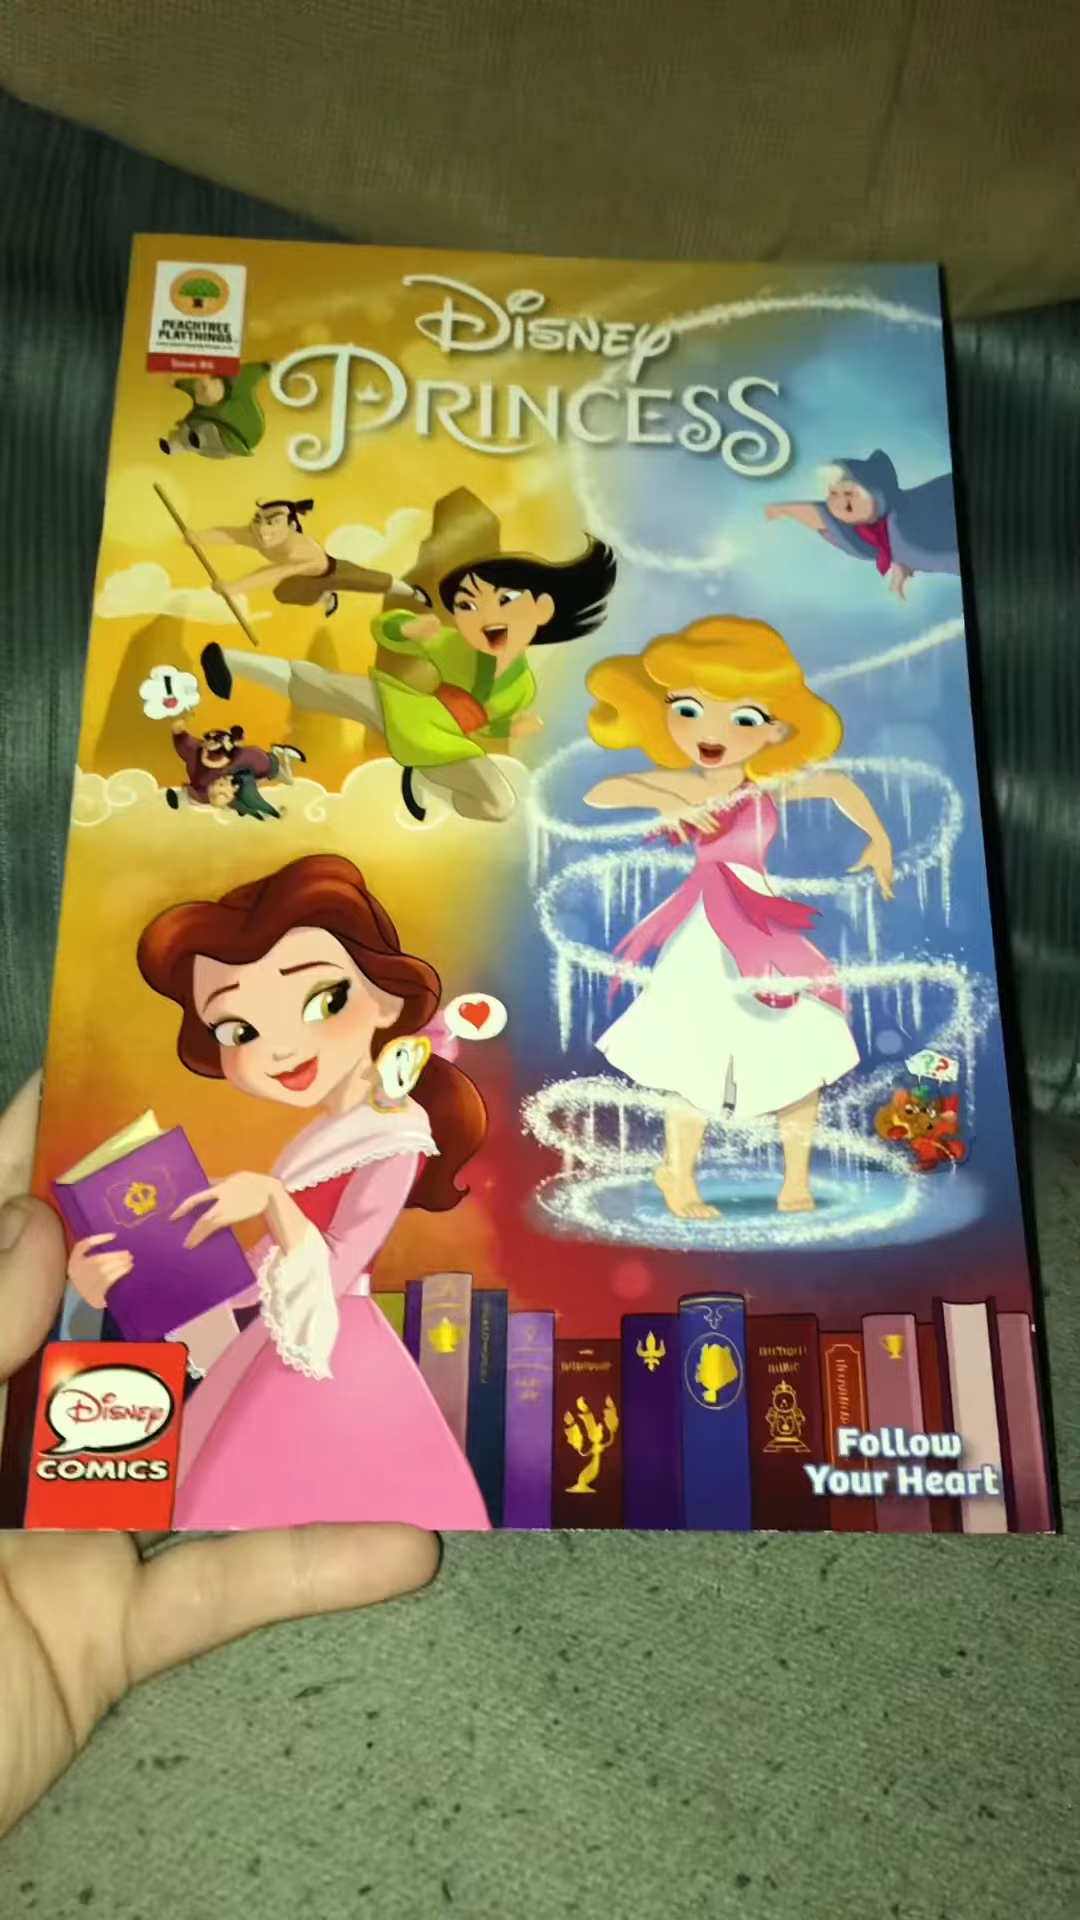 PEACHTREE
PLAYTHINGS
DISNEY
PRINCESS
!
??
DISNEY
COMICS
Follow
Your Heart